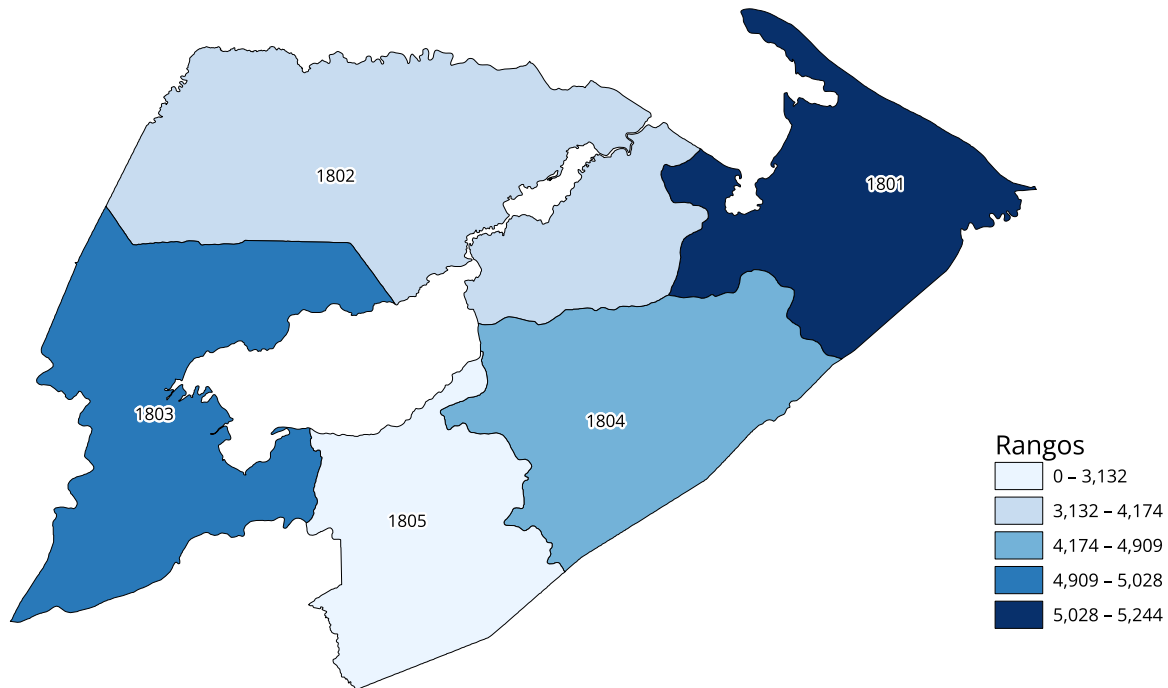 1802
1801
1803
1804
1805
Rangos
0 – 3,132
3,132 – 4,174
4,174 – 4,909
4,909 – 5,028
5,028 – 5,244